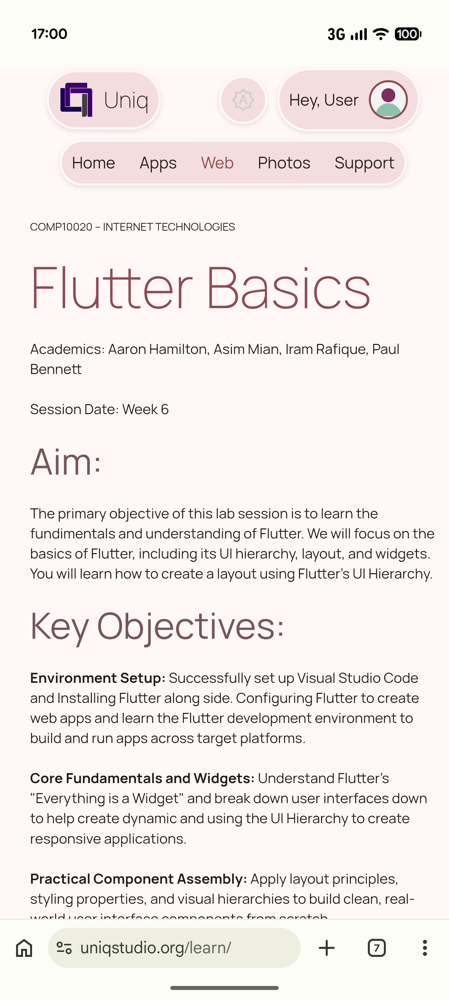 17:00
3G 100
Uniq
A
Hey, User
Home Apps Web Photos Support
COMP10020 – INTERNET TECHNOLOGIES
Flutter Basics
Academics: Aaron Hamilton, Asim Mian, Iram Rafique, Paul
Bennett
Session Date: Week 6
Aim:
The primary objective of this lab session is to learn the
fundimentals and understanding of Flutter. We will focus on the
basics of Flutter, including its UI hierarchy, layout, and widgets.
You will learn how to create a layout using Flutter’s UI Hierarchy.
Key Objectives:
Environment Setup: Successfully set up Visual Studio Code
and Installing Flutter along side. Configuring Flutter to create
web apps and learn the Flutter development environment to
build and run apps across target platforms.
Core Fundamentals and Widgets: Understand Flutter’s
"Everything is a Widget" and break down user interfaces down
to help create dynamic and using the UI Hierarchy to create
responsive applications.
Practical Component Assembly: Apply layout principles,
styling properties, and visual hierarchies to build clean, real-
world user interface components from scratch
uniqstudio.org/learn/
7